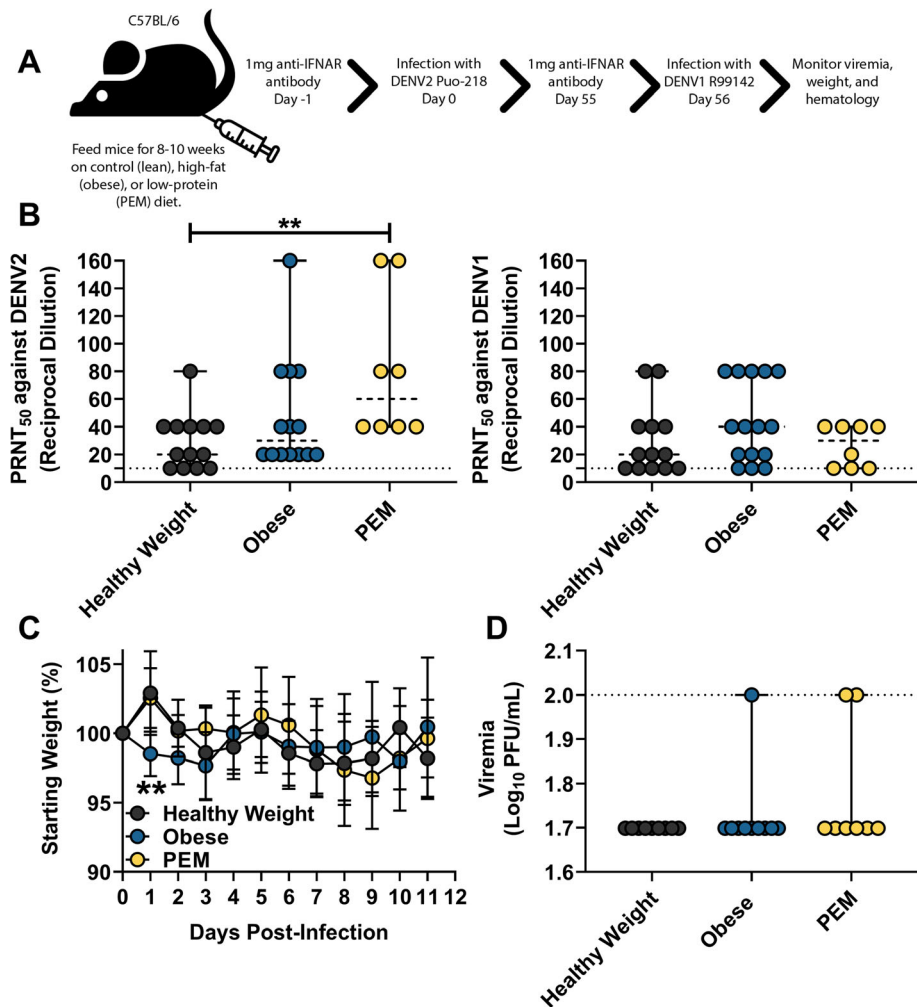 C57BL/6
A
1mg anti-IFNAR
antibody
Day -1
Infection with
DENV2 Puo-218
Day 0
1mg anti-IFNAR
antibody
Day 55
Infection with
DENV1 R99142
Day 56
Monitor viremia,
weight, and
hematology
Feed mice for 8-10 weeks
on control (lean), high-fat
(obese), or low-protein
(PEM) diet.
B
**
PRNT50 against DENV2
(Reciprocal Dilution)
160
140
120
100
80
60
40
20
0
Healthy Weight
Obese
PEM
PRNT50 against DENV1
(Reciprocal Dilution)
160
140
120
100
80
60
40
20
0
Healthy Weight
Obese
PEM
C
Starting Weight (%)
105
100
95
90
**
Healthy Weight
Obese
PEM
0 1 2 3 4 5 6 7 8 9 10 11 12
Days Post-Infection
D
Viremia
(Log10 PFU/mL)
2.1
2.0
1.9
1.8
1.7
1.6
Healthy Weight
Obese
PEM